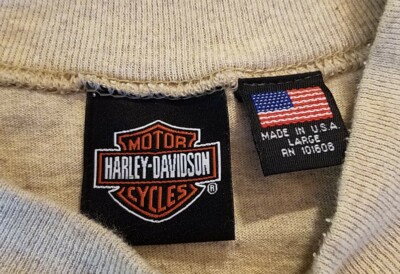 MOTOR
HARLEY-DAVIDSON
CYCLES
®
MADE IN U.S.A.
LARGE
RN 101608